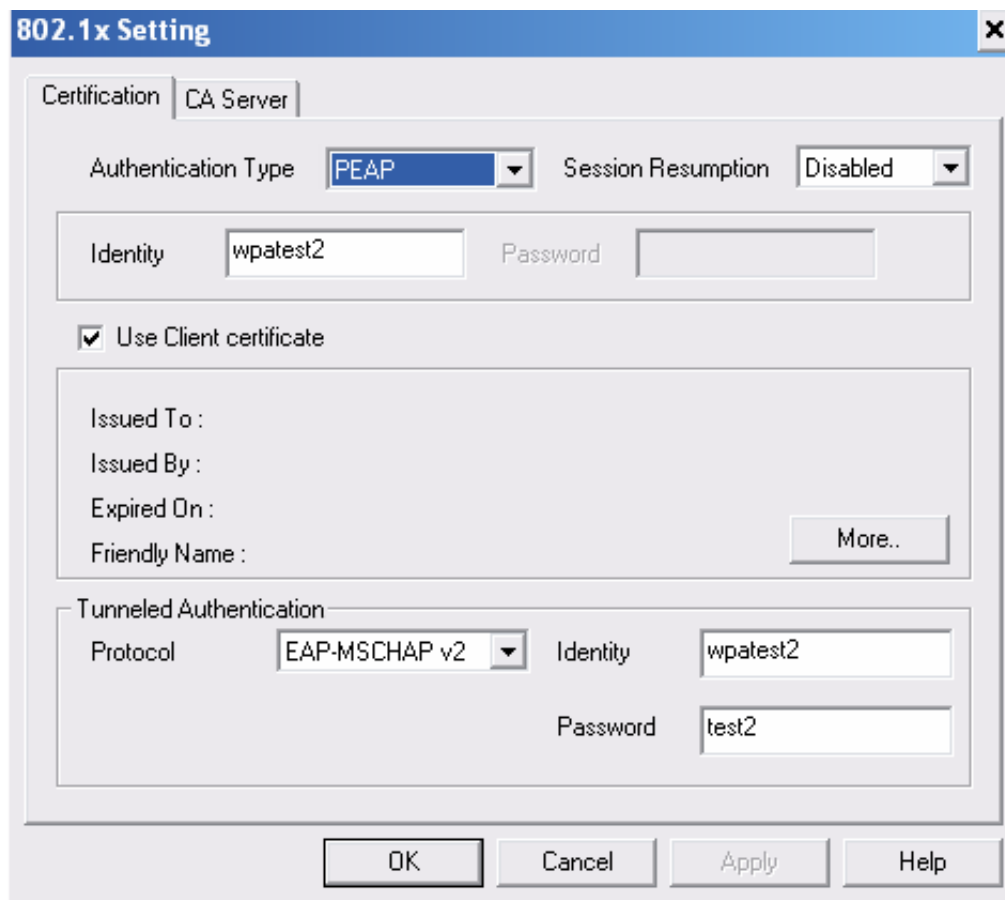 802.1x Setting
Certification CA Server
Authentication Type PEAP Session Resumption Disabled
Identity wpatest2 Password
Use Client certificate
Issued To :
Issued By :
Expired On :
Friendly Name :
More..
Tunneled Authentication
Protocol EAP-MSCHAP v2 Identity wpatest2
Password test2
OK Cancel Apply Help